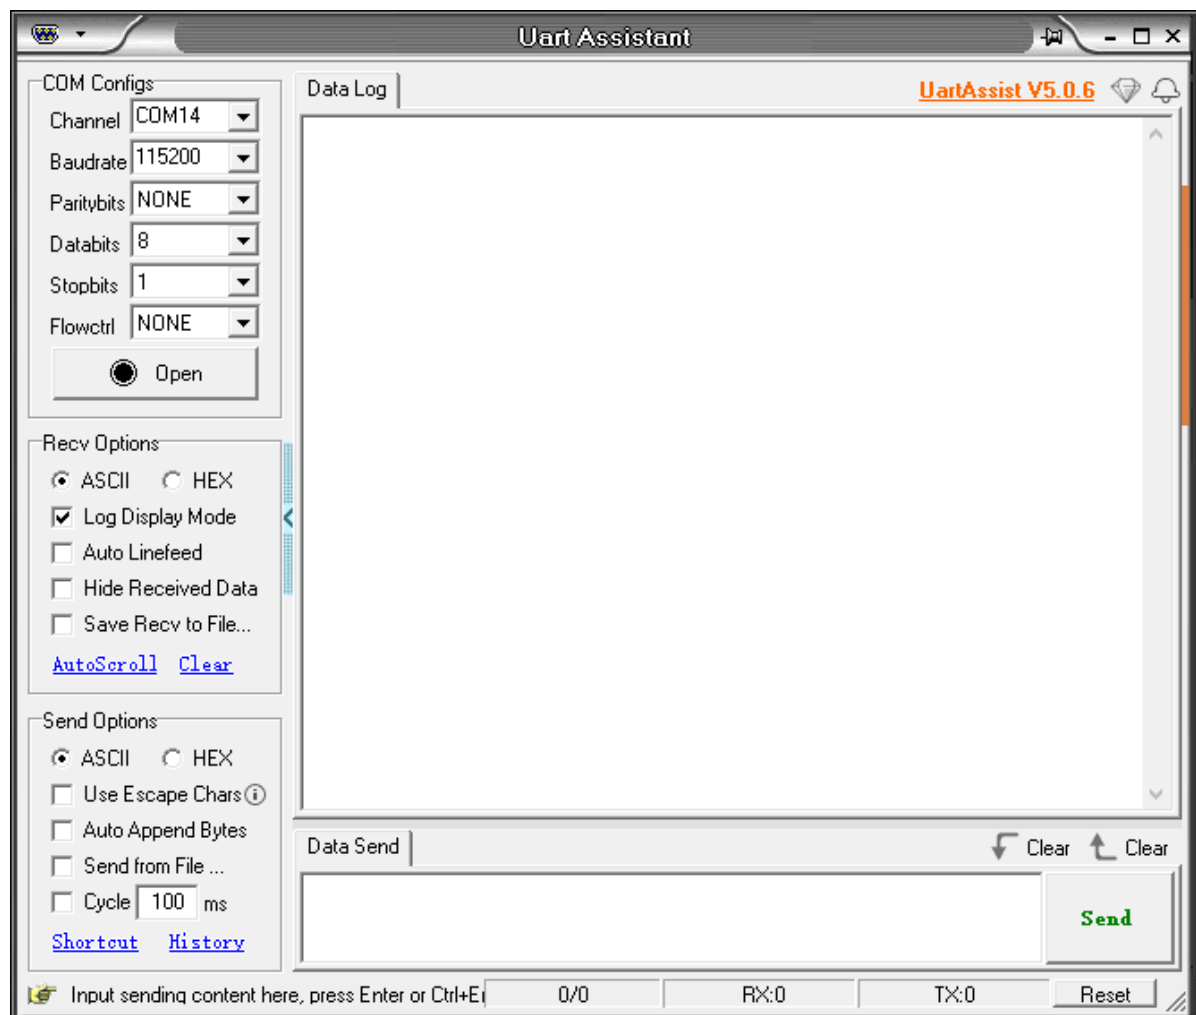 Uart Assistant
COM Configs
Channel COM14
Baudrate 115200
Paritybits NONE
Databits 8
Stopbits 1
Flowctrl NONE
Open
Recv Options
ASCII HEX
Log Display Mode
Auto Linefeed
Hide Received Data
Save Recv to File...
AutoScroll Clear
Send Options
ASCII HEX
Use Escape Chars
Auto Append Bytes
Send from File ...
Cycle 100 ms
Shortcut History
Data Log UartAssist V5.0.6
Data Send Clear Clear
Send
Input sending content here, press Enter or Ctrl+E 0/0 RX:0 TX:0 Reset